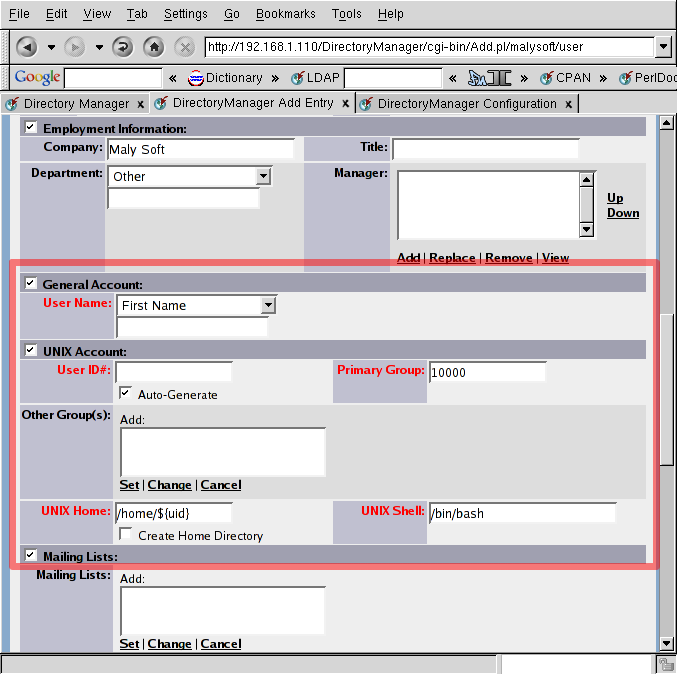 File Edit View Tab Settings Go Bookmarks Tools Help
http://192.168.1.110/DirectoryManager/cgi-bin/Add.pl/malysoft/user
Google « Dictionary » LDAP « » CPAN » PerlDoc
Directory Manager x DirectoryManager Add Entry x DirectoryManager Configuration x
Employment Information:
Company: Maly Soft Title:
Department: Other Manager:
Up
Down
Add | Replace | Remove | View
General Account:
User Name: First Name
UNIX Account:
User ID#: Primary Group: 10000
Auto-Generate
Other Group(s): Add:
Set | Change | Cancel
UNIX Home: /home/${uid} UNIX Shell: /bin/bash
Create Home Directory
Mailing Lists:
Mailing Lists: Add:
Set | Change | Cancel